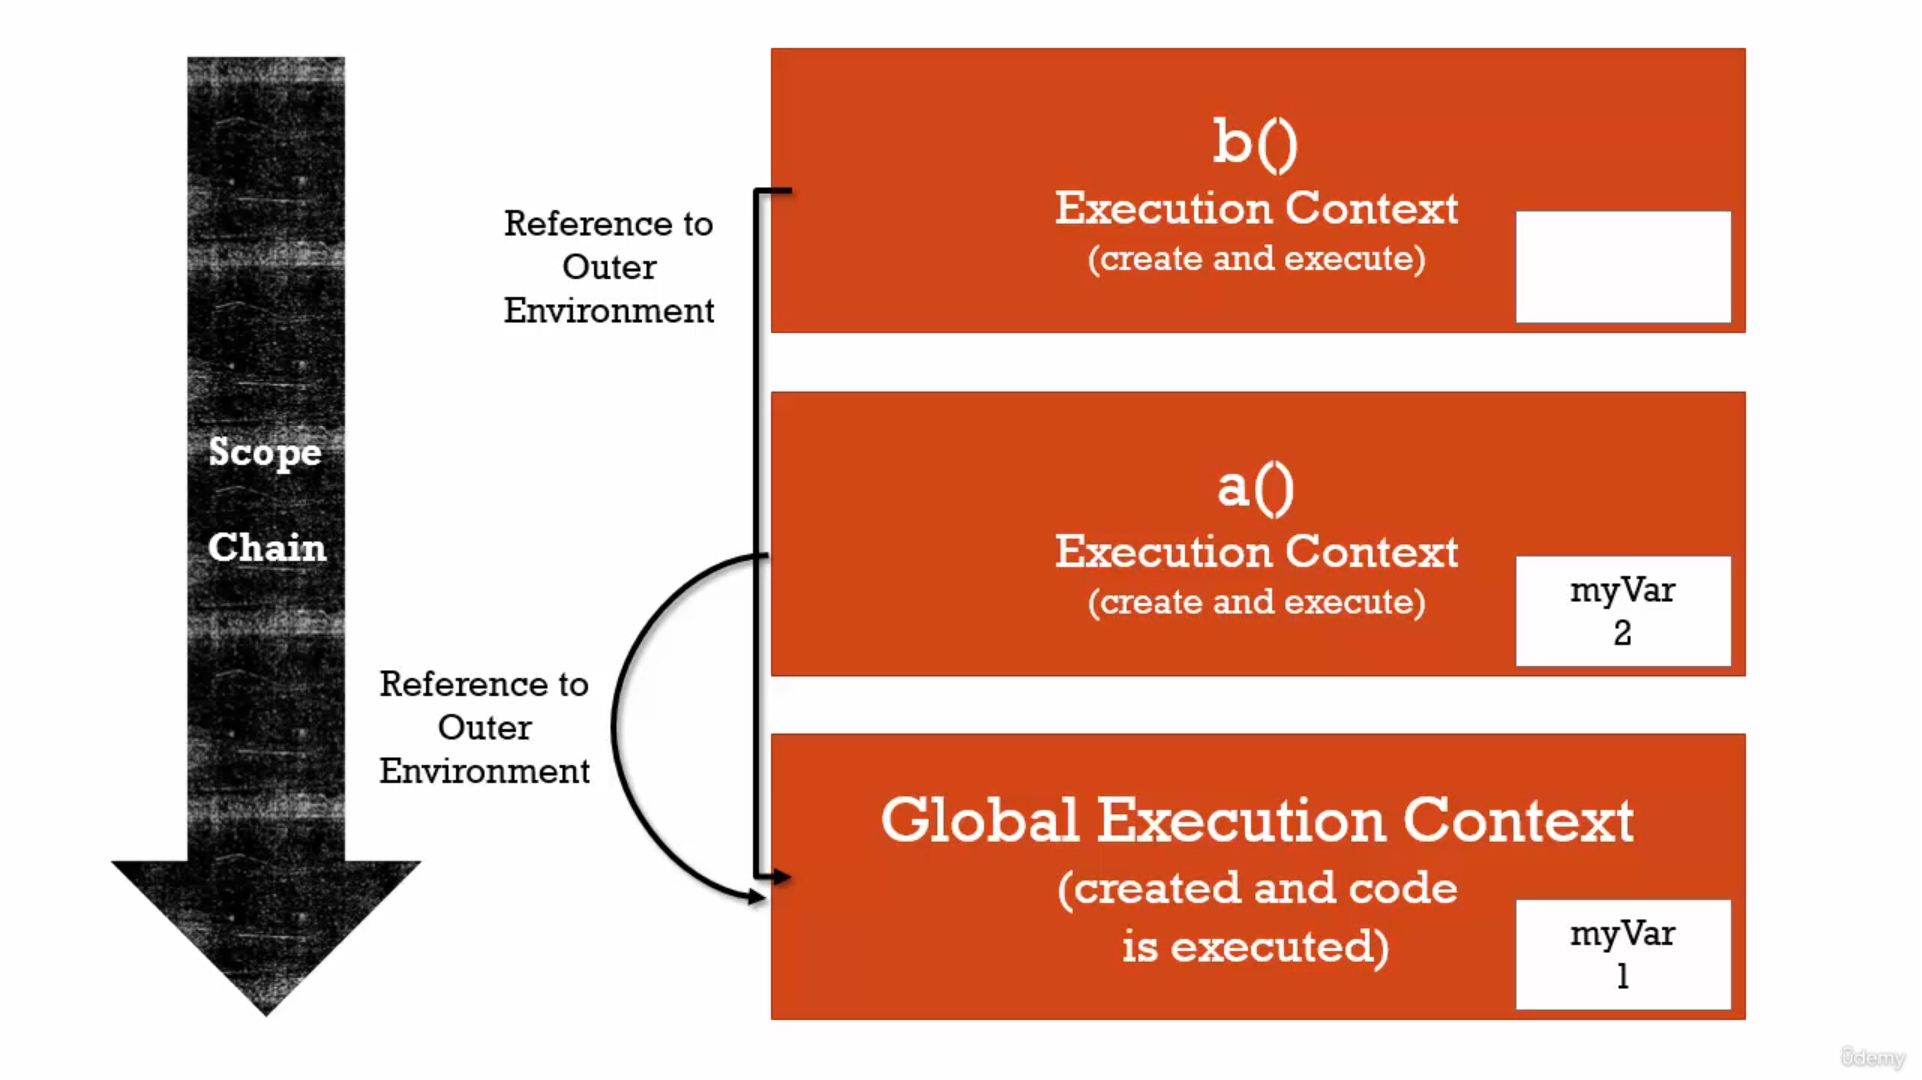 Scope
Chain
Reference to
Outer
Environment
Reference to
Outer
Environment
b()
Execution Context
(create and execute)
a()
Execution Context
(create and execute)
myVar
2
Global Execution Context
(created and code
is executed)
myVar
1
ûdemy